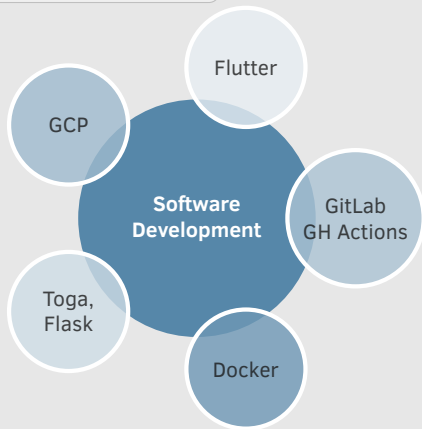 Flutter
GCP
Software
Development
GitLab
GH Actions
Toga,
Flask
Docker